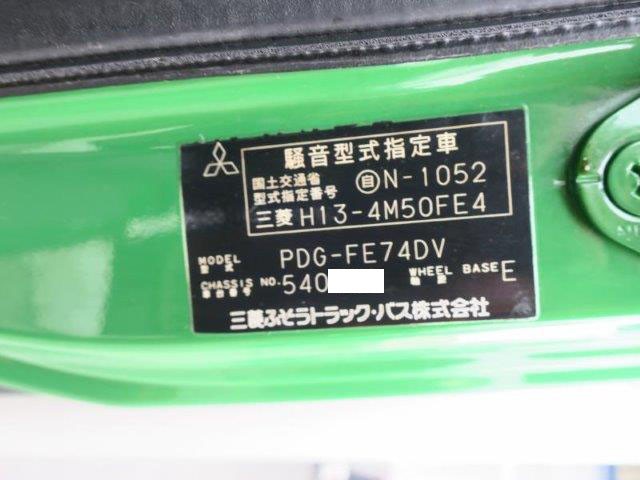 騒音型式指定車
国土交通省
型式指定番号 自N-1052
三菱 H13-4M50FE4
MODEL
型式 PDG-FE74DV
CHASSIS NO. 540 WHEEL BASE E
車台番号 軸距
三菱ふそうトラック・バス株式会社